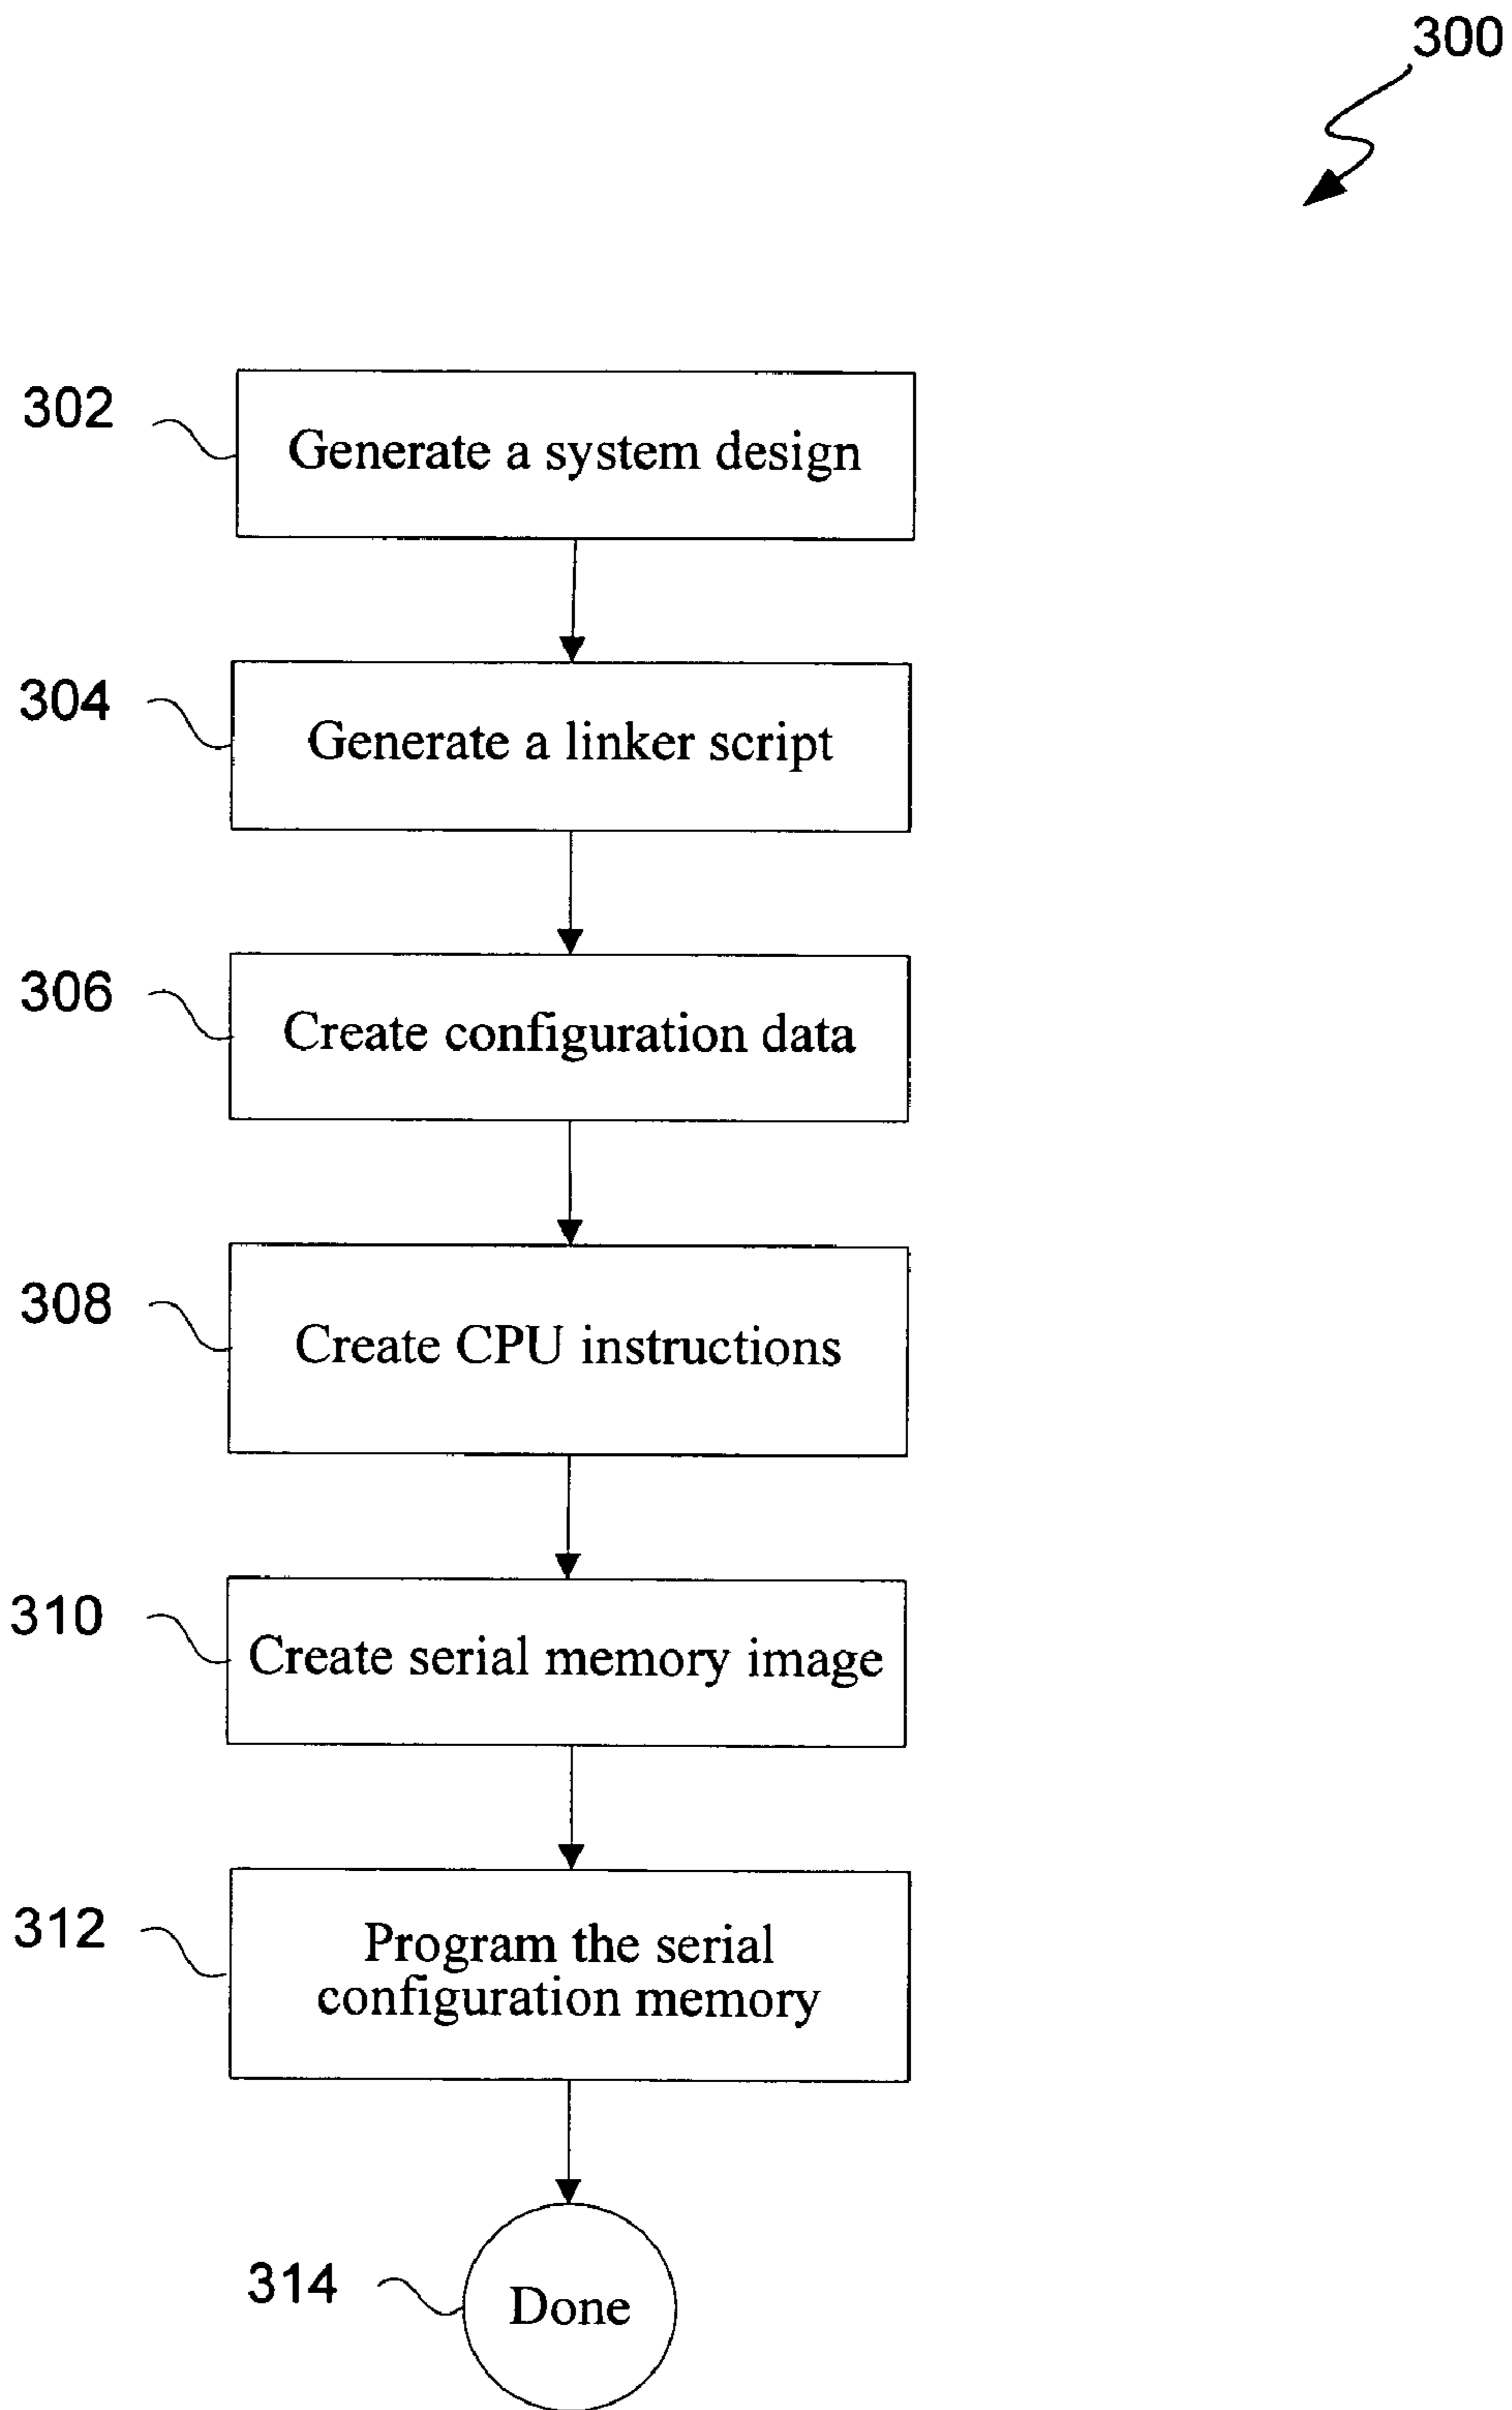 300
302
Generate a system design
304
Generate a linker script
306
Create configuration data
308
Create CPU instructions
310
Create serial memory image
312
Program the serial
configuration memory
314
Done